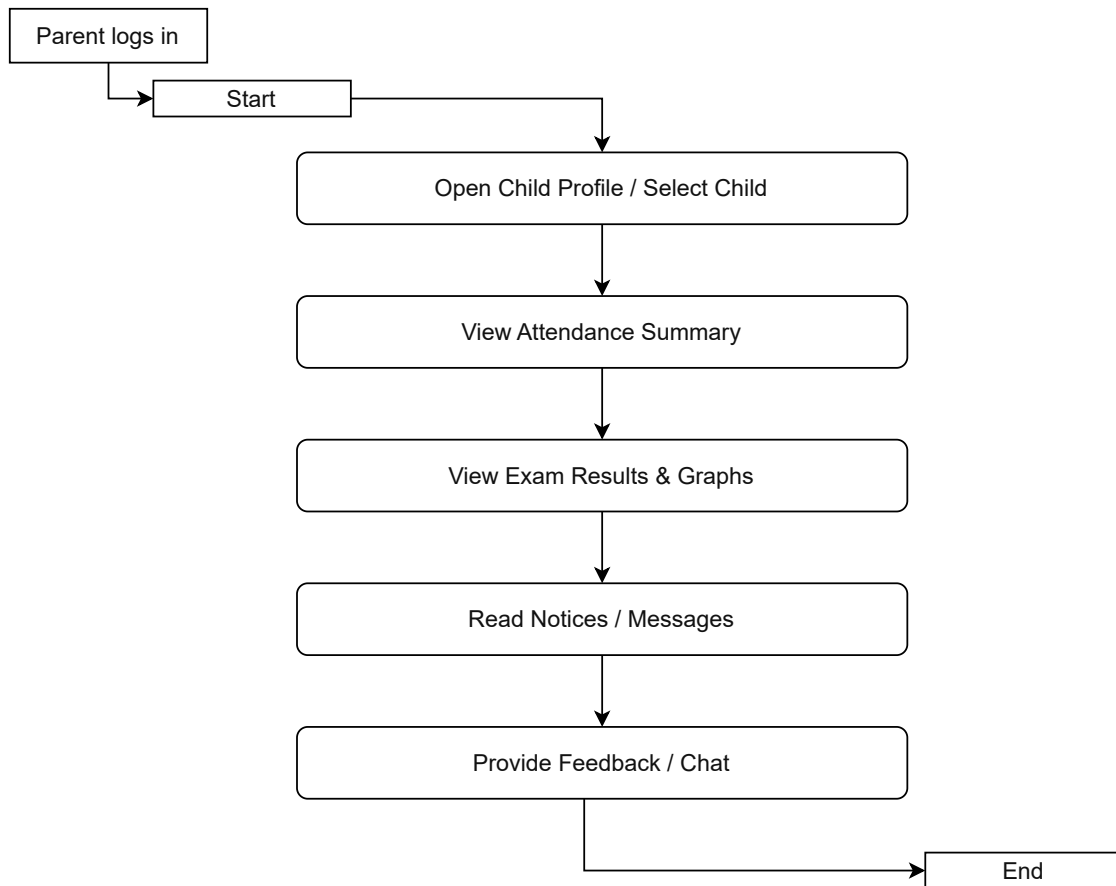 Parent logs in
Start
Open Child Profile / Select Child
View Attendance Summary
View Exam Results & Graphs
Read Notices / Messages
Provide Feedback / Chat
End